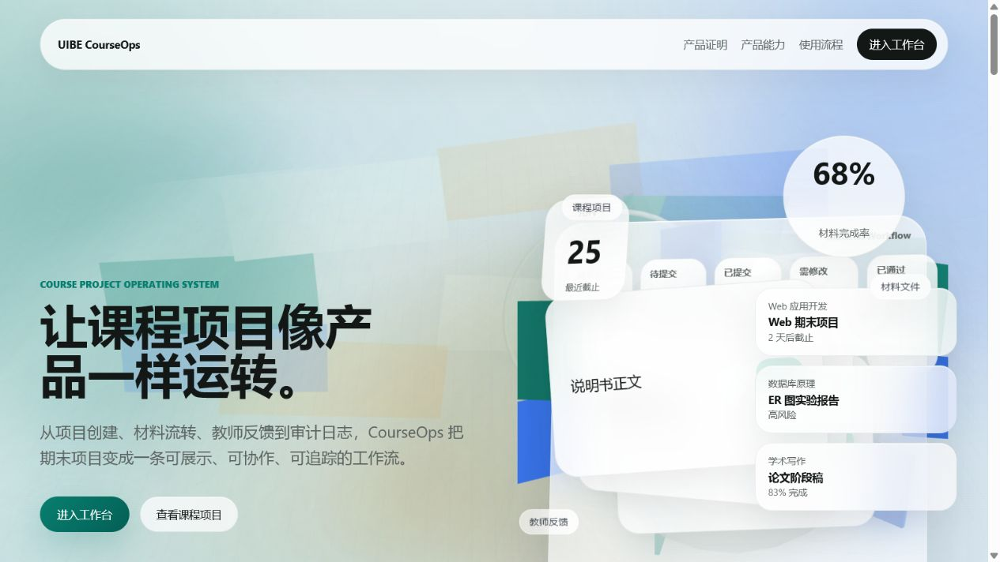 UIBE CourseOps
产品证明
产品能力
使用流程
进入工作台
COURSE PROJECT OPERATING SYSTEM
让课程项目像产
品一样运转。
从项目创建、材料流转、教师反馈到审计日志，CourseOps 把
期末项目变成一条可展示、可协作、可追踪的工作流。
进入工作台
查看课程项目
68%
材料完成率
课程项目
25
最近截止
待提交
已提交
需修改
已通过
材料文件
说明书正文
Web 应用开发
Web 期末项目
2 天后截止
数据库原理
ER 图实验报告
高风险
学术写作
论文阶段稿
83% 完成
教师反馈